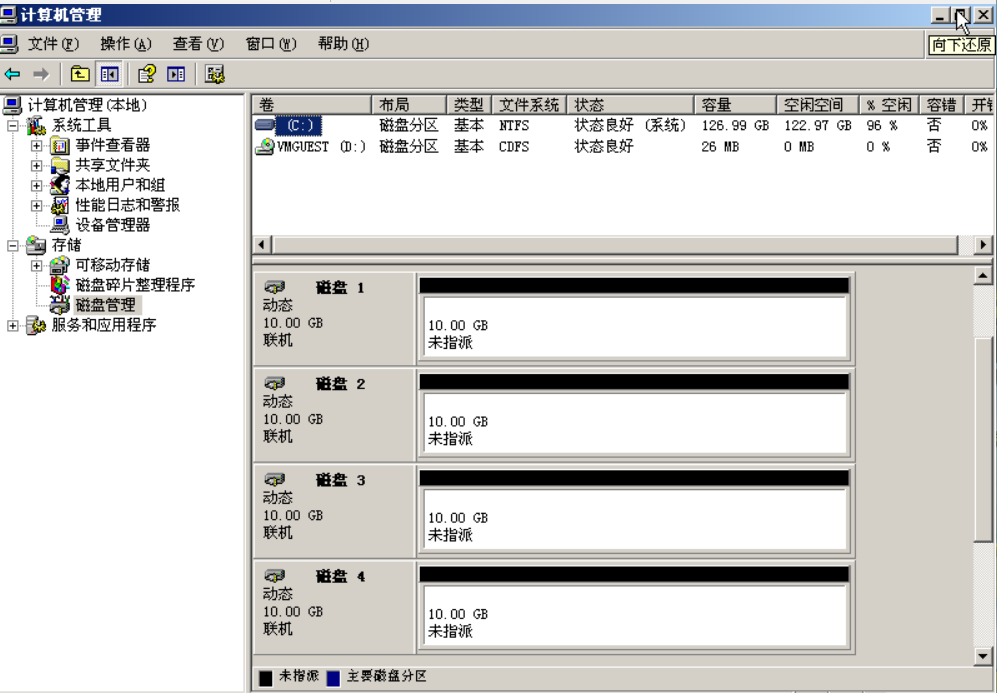 计算机管理
文件(F) 操作(A) 查看(V) 窗口(W) 帮助(H)
向下还原
计算机管理(本地)
系统工具
事件查看器
共享文件夹
本地用户和组
性能日志和警报
设备管理器
存储
可移动存储
磁盘碎片整理程序
磁盘管理
服务和应用程序
卷 布局 类型 文件系统 状态 容量 空闲空间 % 空闲 容错
(C:) 磁盘分区 基本 NTFS 状态良好 (系统) 126.99 GB 122.97 GB 96 % 否 0%
VMGUEST (D:) 磁盘分区 基本 CDFS 状态良好 26 MB 0 MB 0 % 否 0%
磁盘 1
动态
10.00 GB
联机
10.00 GB
未指派
磁盘 2
动态
10.00 GB
联机
10.00 GB
未指派
磁盘 3
动态
10.00 GB
联机
10.00 GB
未指派
磁盘 4
动态
10.00 GB
联机
10.00 GB
未指派
未指派 主要磁盘分区